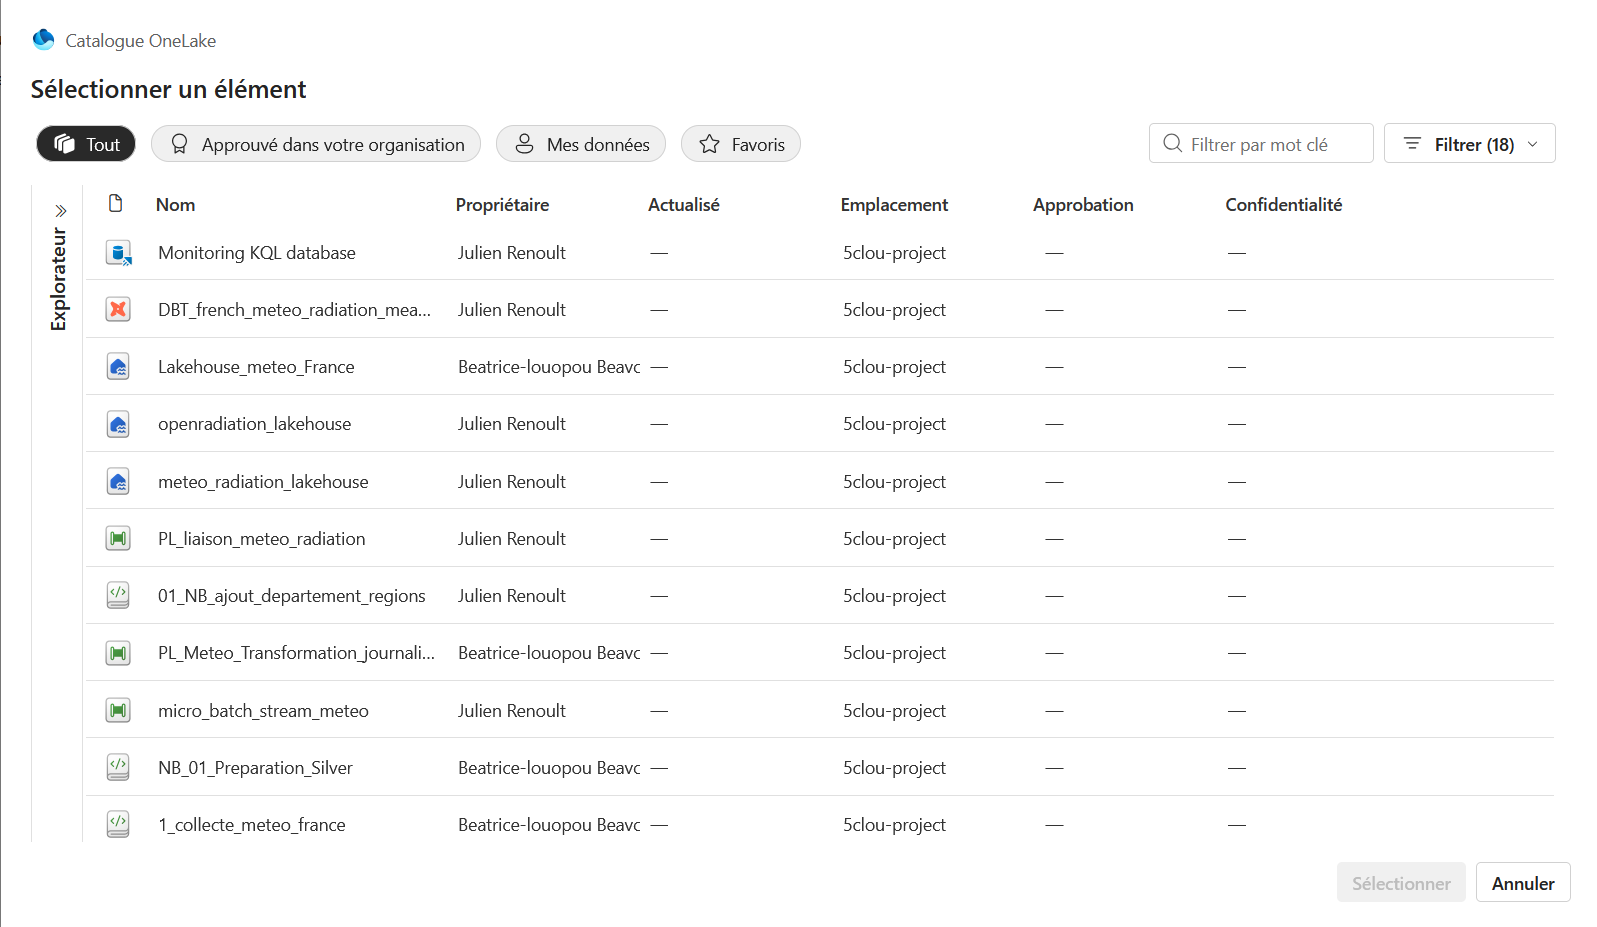 Catalogue OneLake
Sélectionner un élément
Tout Approuvé dans votre organisation Mes données Favoris Filtrer par mot clé Filtrer (18)
Explorateur
Nom Propriétaire Actualisé Emplacement Approbation Confidentialité
Monitoring KQL database Julien Renoult — 5clou-project — —
DBT_french_meteo_radiation_mea... Julien Renoult — 5clou-project — —
Lakehouse_meteo_France Beatrice-louopou Beavc — 5clou-project — —
openradiation_lakehouse Julien Renoult — 5clou-project — —
meteo_radiation_lakehouse Julien Renoult — 5clou-project — —
PL_liaison_meteo_radiation Julien Renoult — 5clou-project — —
01_NB_ajout_departement_regions Julien Renoult — 5clou-project — —
PL_Meteo_Transformation_journali... Beatrice-louopou Beavc — 5clou-project — —
micro_batch_stream_meteo Julien Renoult — 5clou-project — —
NB_01_Preparation_Silver Beatrice-louopou Beavc — 5clou-project — —
1_collecte_meteo_france Beatrice-louopou Beavc — 5clou-project — —
Sélectionner Annuler